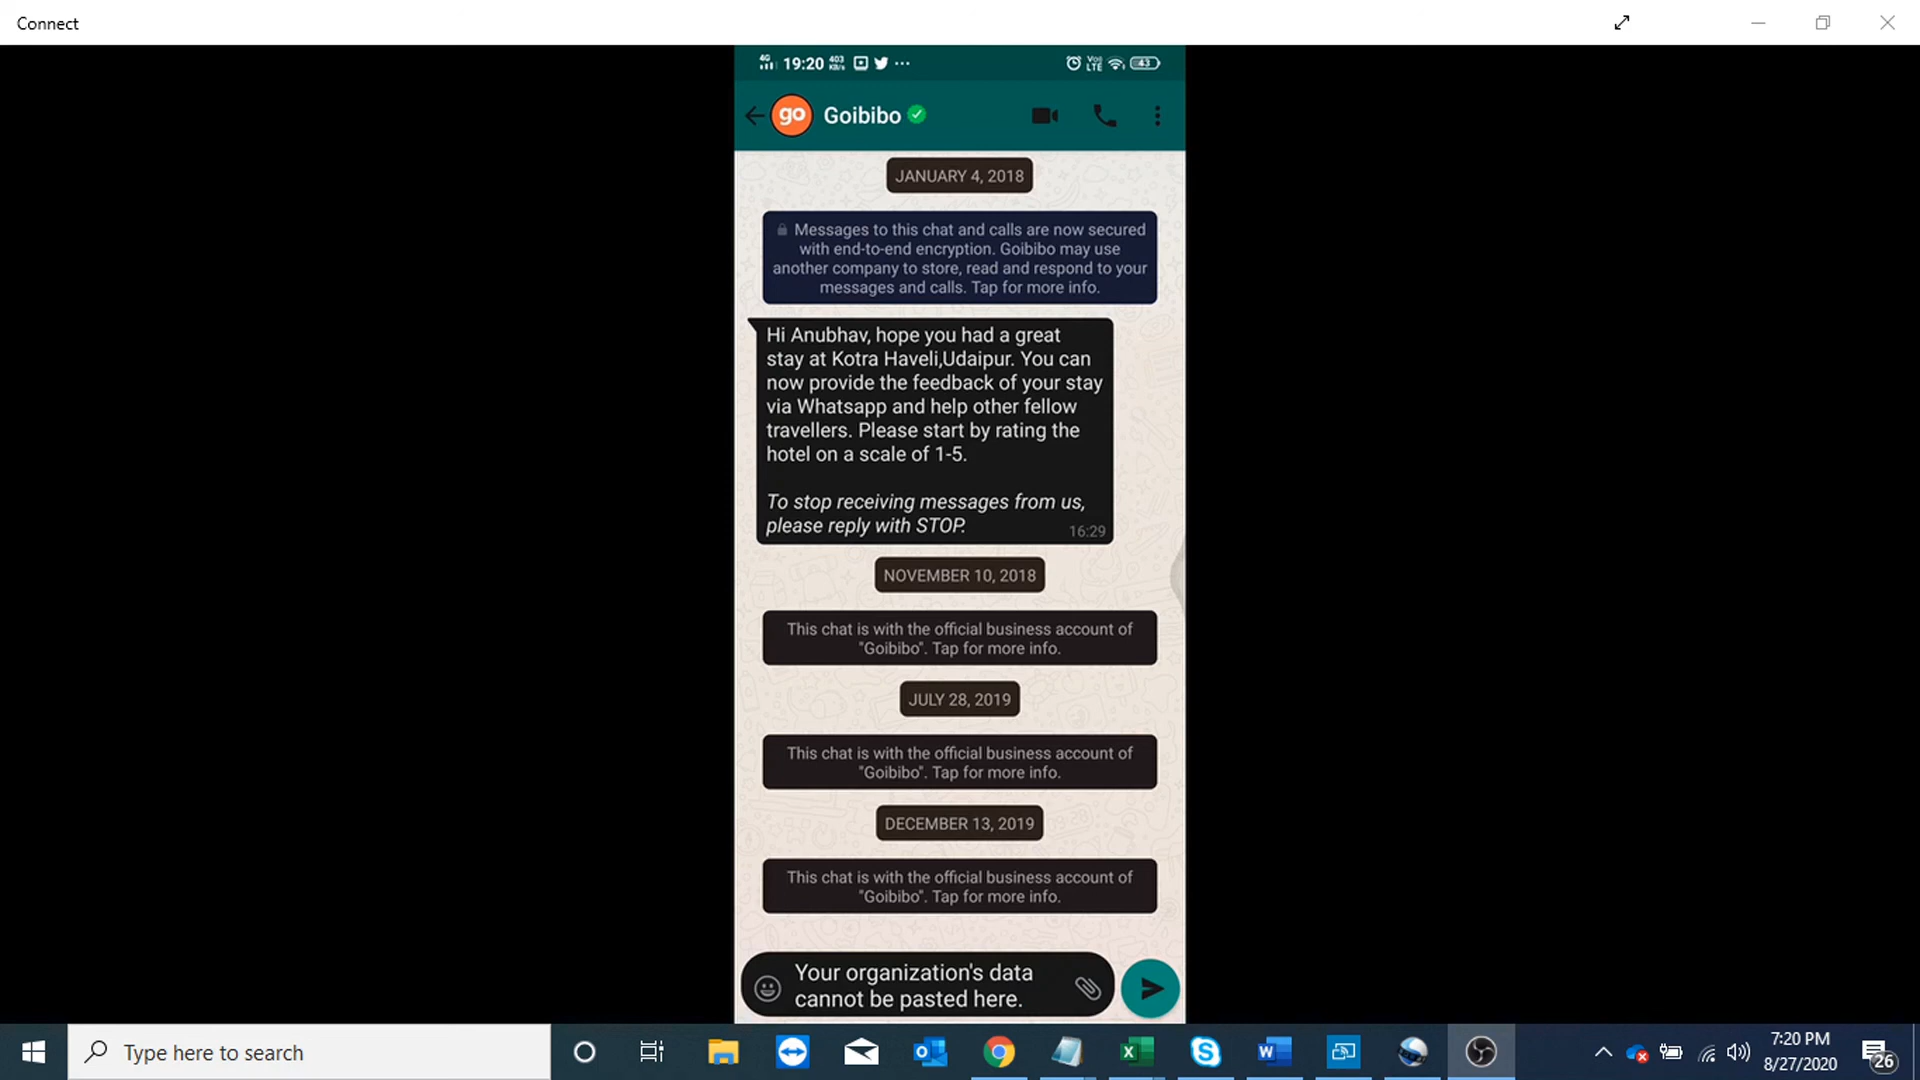 Connect
4G 19:20 403 KB/s ... Vo) LTE 43
go Goibibo
JANUARY 4, 2018
Messages to this chat and calls are now secured
with end-to-end encryption. Goibibo may use
another company to store, read and respond to your
messages and calls. Tap for more info.
Hi Anubhav, hope you had a great
stay at Kotra Haveli,Udaipur. You can
now provide the feedback of your stay
via Whatsapp and help other fellow
travellers. Please start by rating the
hotel on a scale of 1-5.
To stop receiving messages from us,
please reply with STOP.
16:29
NOVEMBER 10, 2018
This chat is with the official business account of
"Goibibo". Tap for more info.
JULY 28, 2019
This chat is with the official business account of
"Goibibo". Tap for more info.
DECEMBER 13, 2019
This chat is with the official business account of
"Goibibo". Tap for more info.
Your organization's data
cannot be pasted here.
Type here to search
7:20 PM
8/27/2020
26